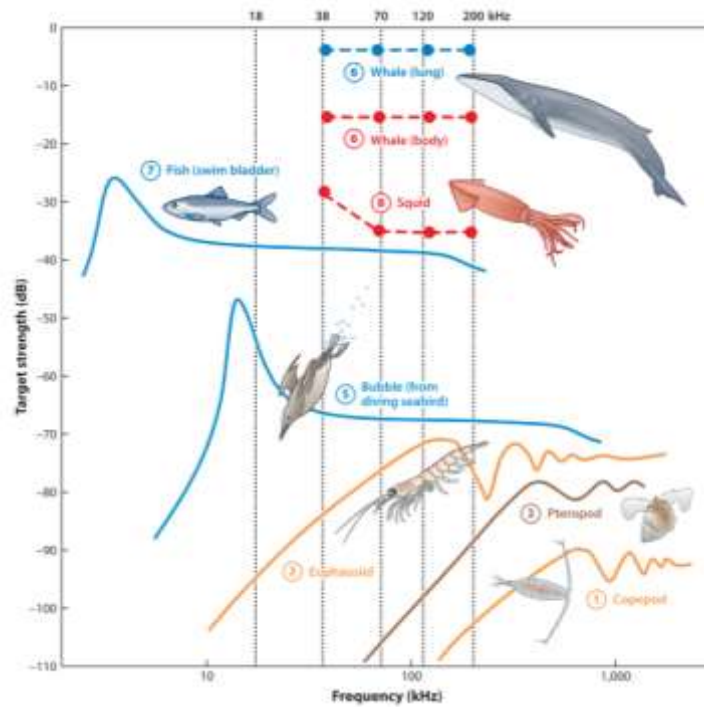 18 38 70 120 200 kHz
0
−10
−20
−30
−40
−50
−60
−70
−80
−90
−100
−110
Target strength (dB)
6 Whale (lung)
6 Whale (body)
7 Fish (swim bladder)
8 Squid
5 Bubble (from
diving seabird)
3 Pteropod
2 Euphausiid
1 Copepod
10 100 1,000
Frequency (kHz)